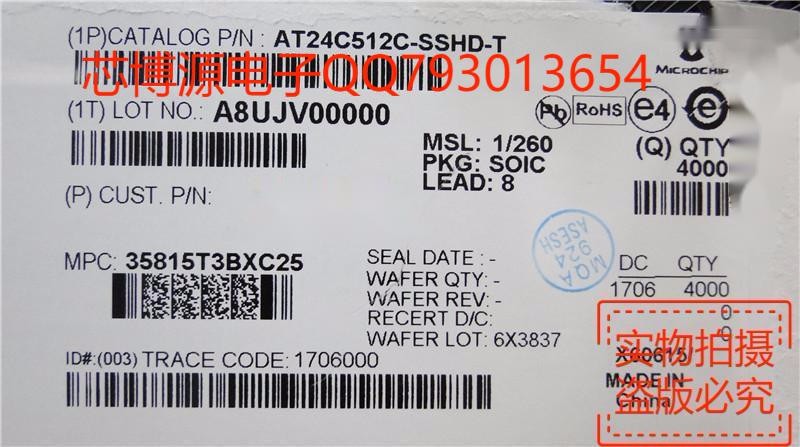 (1P)CATALOG P/N : AT24C512C-SSHD-T
芯博源电子QQ793013654
MICROCHIP
(1T) LOT NO.: A8UJV00000
Pb RoHS e4 e
MSL: 1/260
PKG: SOIC
LEAD: 8
(Q) QTY
4000
(P) CUST. P/N:
MQA
924
ASESH
MPC: 35815T3BXC25
SEAL DATE : -
WAFER QTY: -
WAFER REV: -
RECERT D/C:
WAFER LOT: 6X3837
DC QTY
1706 4000
0
0
实物拍摄
盗版必究
ID#:(003) TRACE CODE: 1706000
MADE IN
China